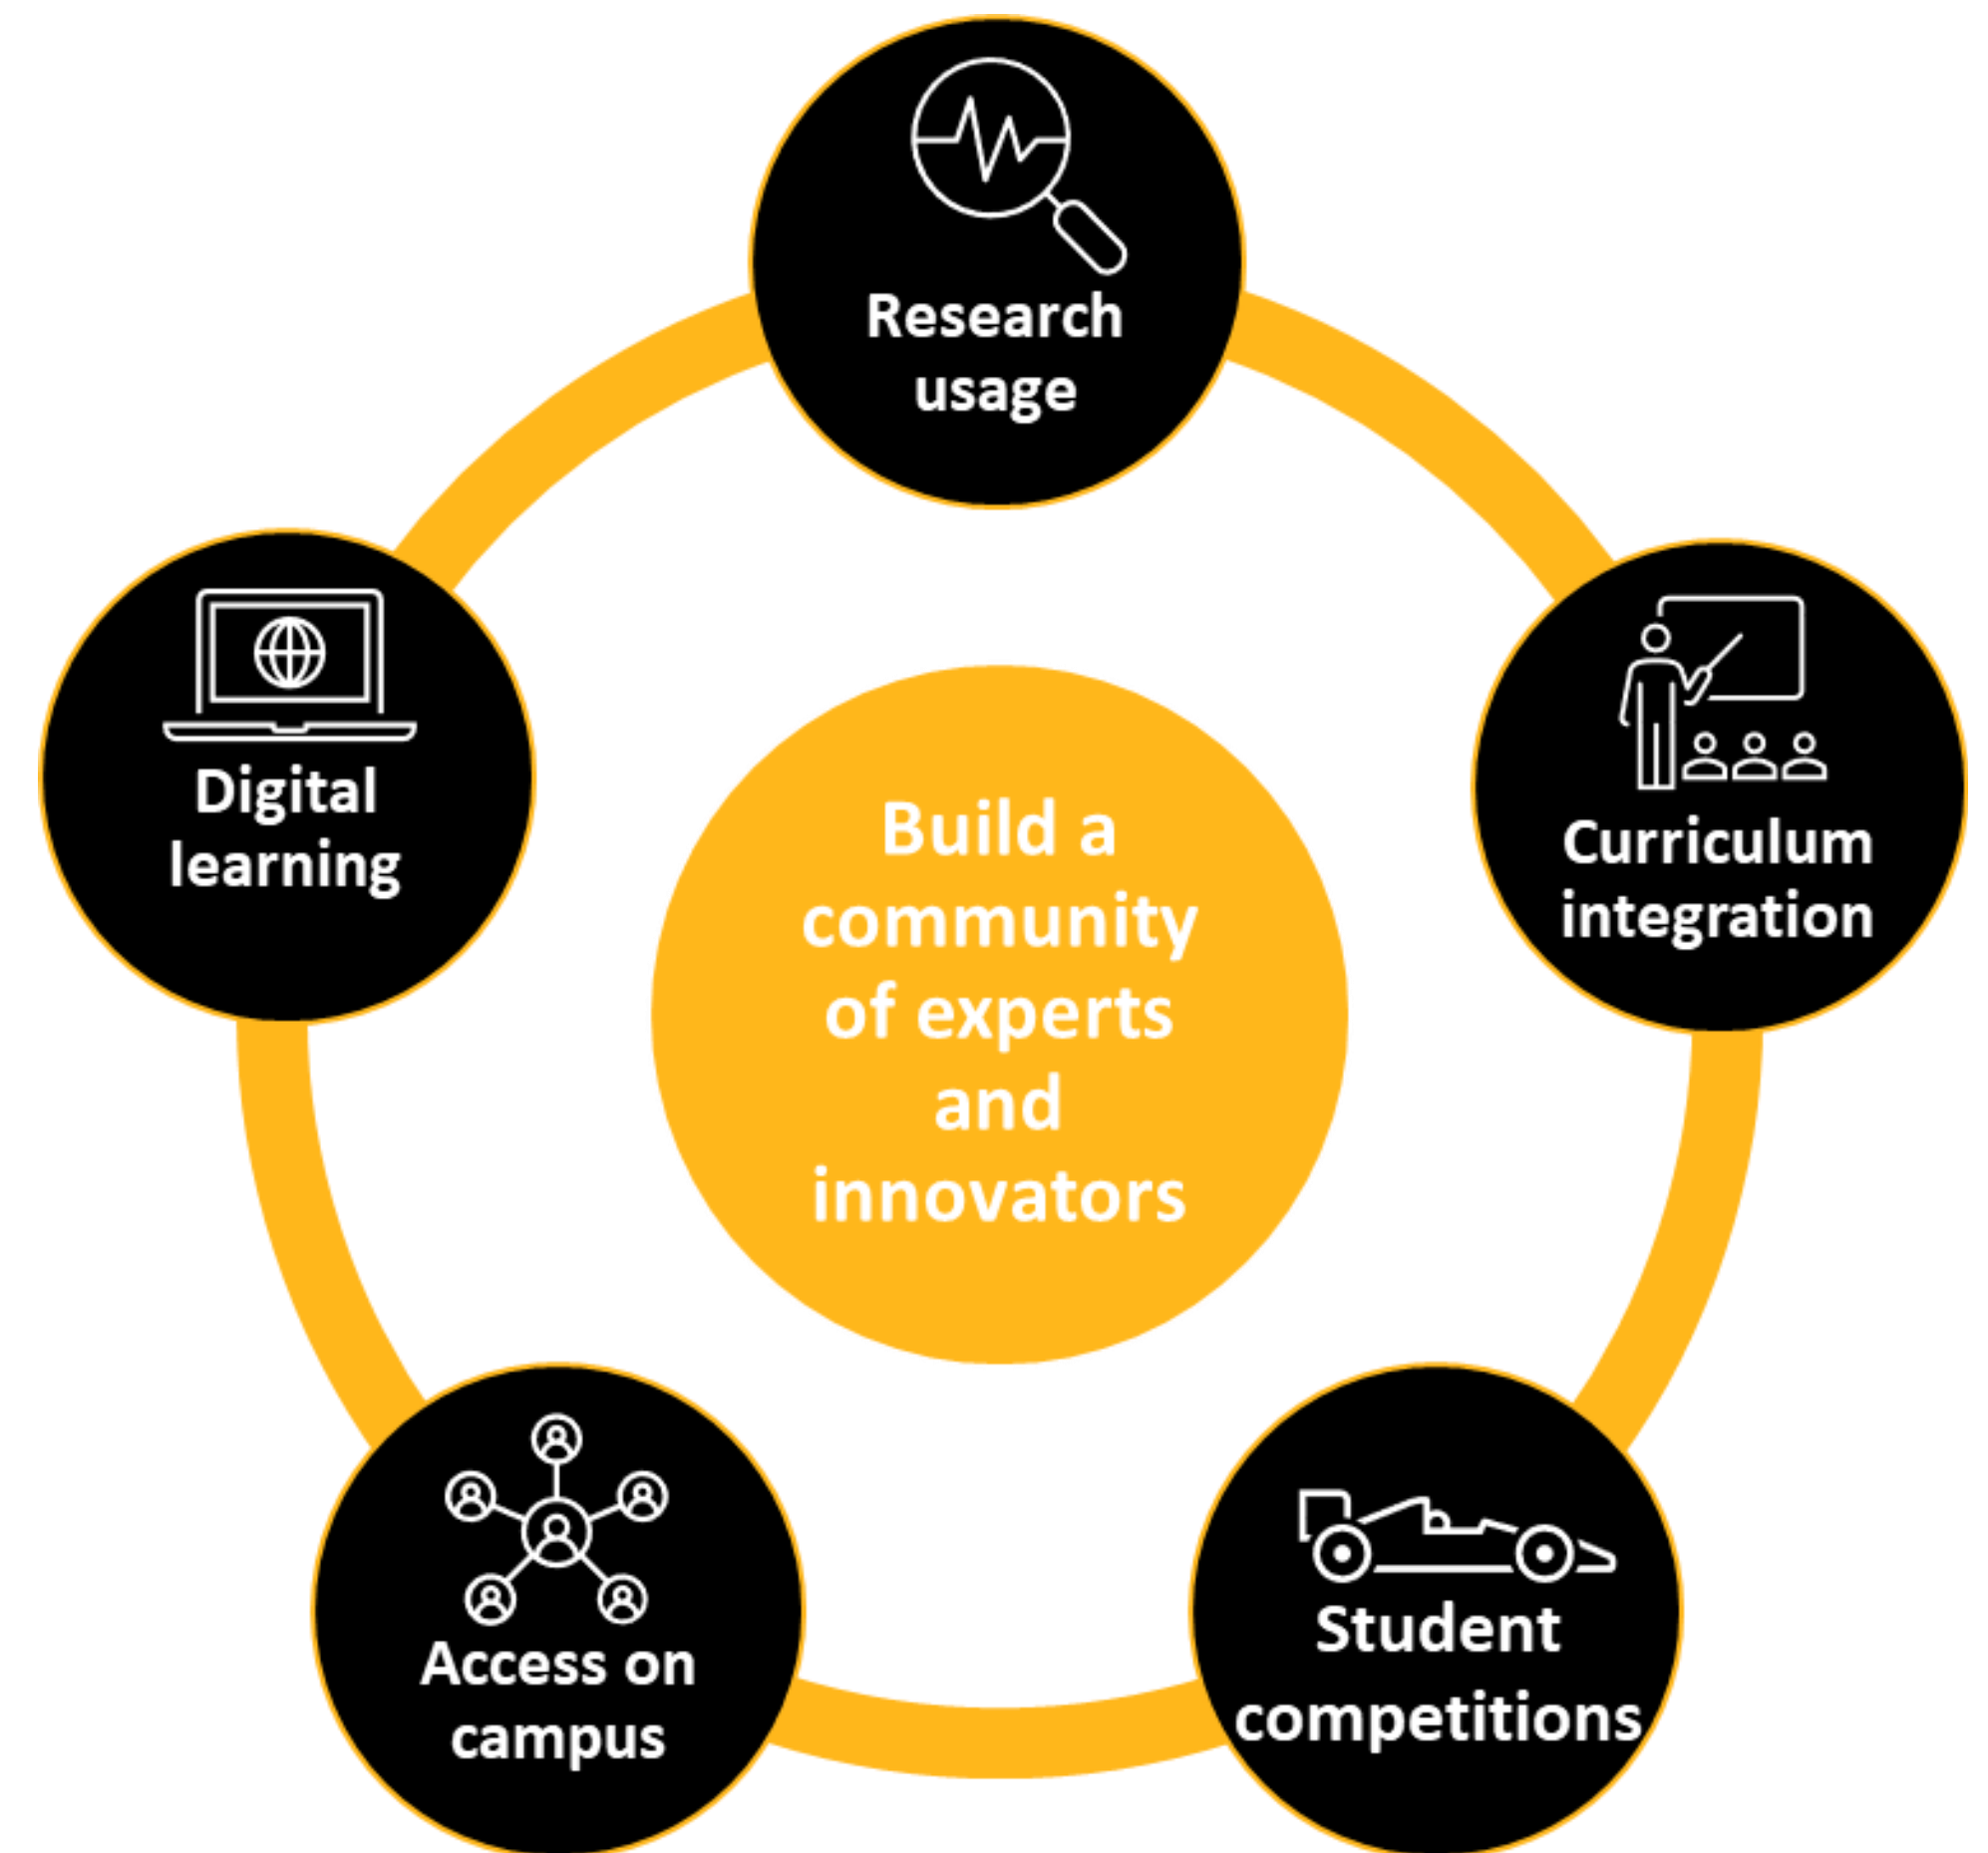 Research
usage
Digital
learning
Curriculum
integration
Build a
community
of experts
and
innovators
Access on
campus
Student
competitions